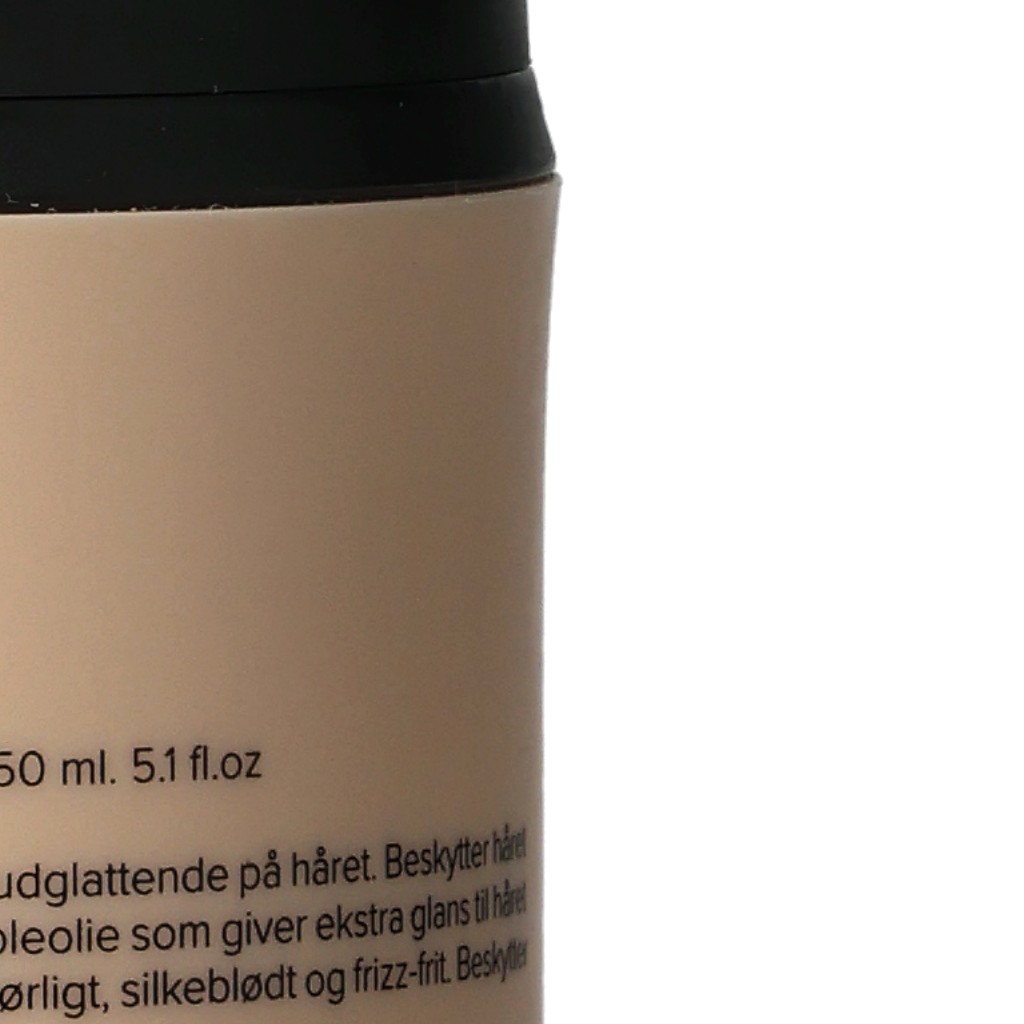 50 ml. 5.1 fl.oz
udglattende på håret. Beskytter håret
oleolie som giver ekstra glans til håret
ørligt, silkeblødt og frizz-frit. Beskytter